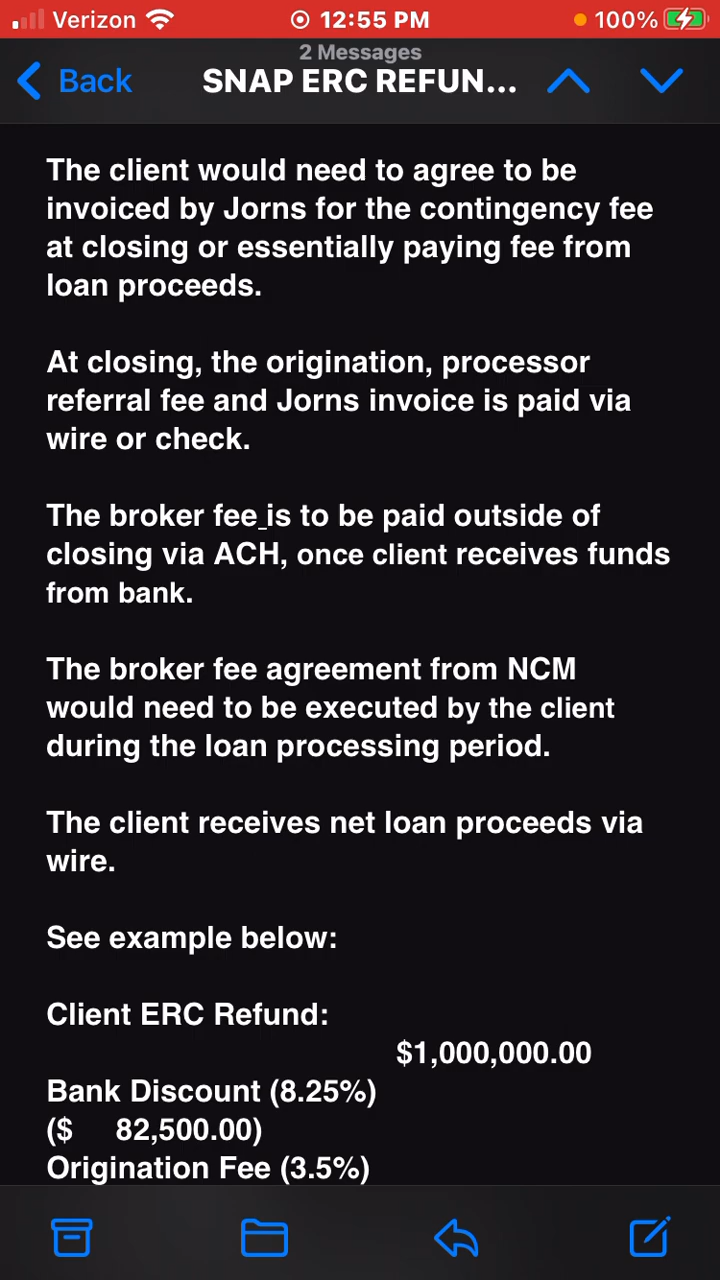 Verizon 12:55 PM 100%
2 Messages
Back SNAP ERC REFUN...
The client would need to agree to be
invoiced by Jorns for the contingency fee
at closing or essentially paying fee from
loan proceeds.
At closing, the origination, processor
referral fee and Jorns invoice is paid via
wire or check.
The broker fee is to be paid outside of
closing via ACH, once client receives funds
from bank.
The broker fee agreement from NCM
would need to be executed by the client
during the loan processing period.
The client receives net loan proceeds via
wire.
See example below:
Client ERC Refund:
$1,000,000.00
Bank Discount (8.25%)
($ 82,500.00)
Origination Fee (3.5%)